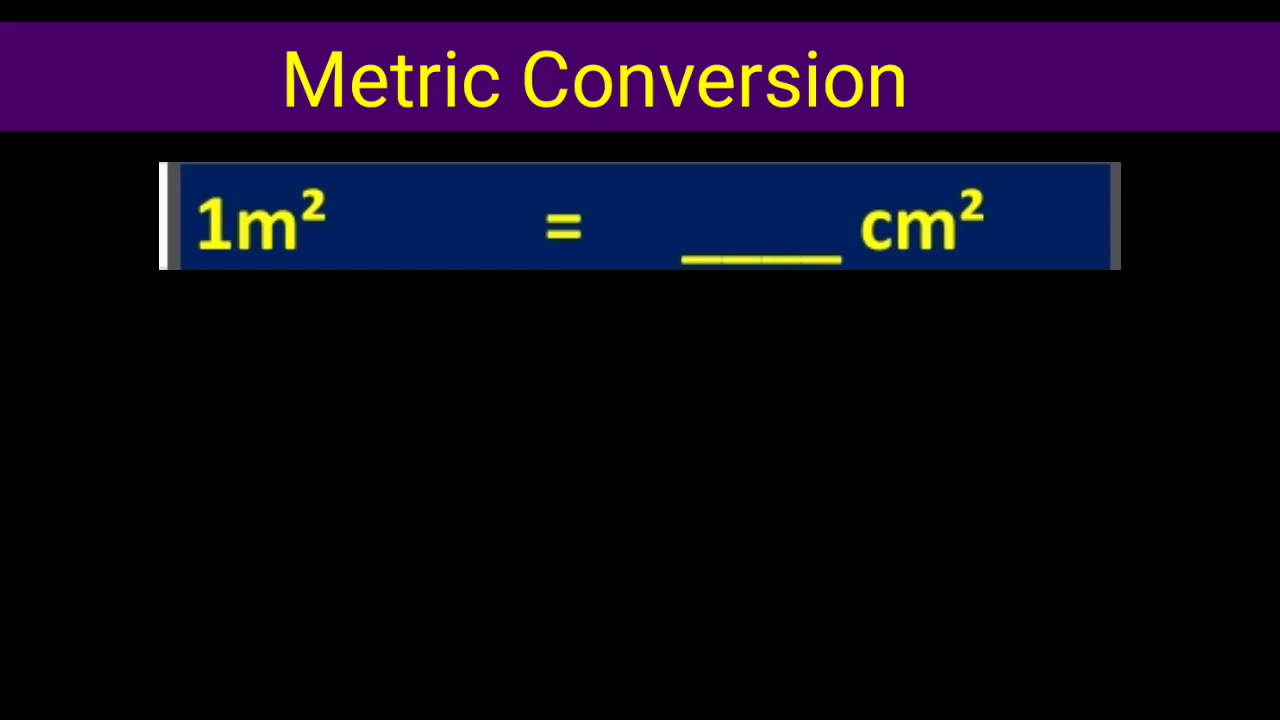 Metric Conversion
1m² = ____ cm²